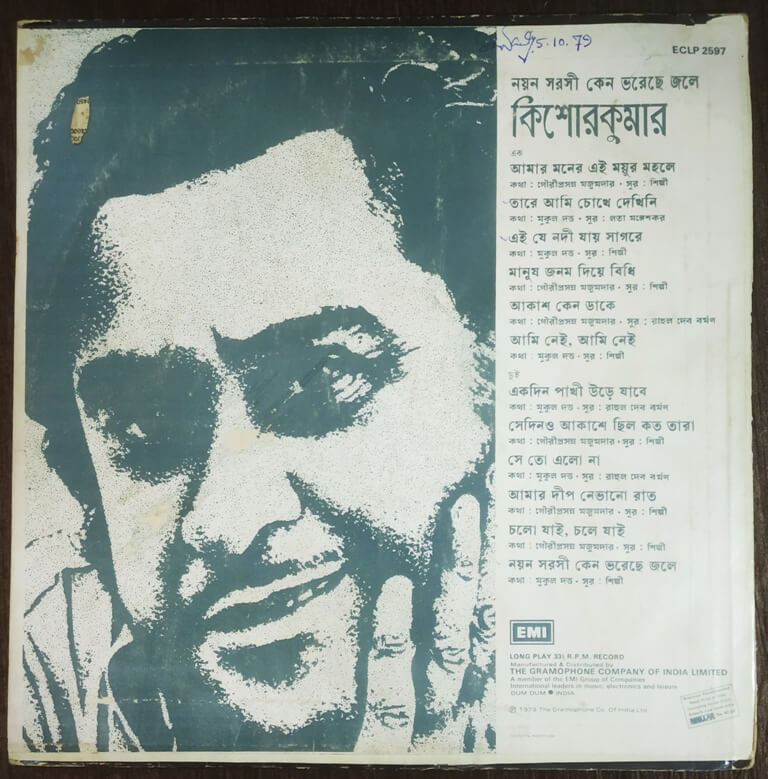 5.10.79
ECLP 2597
নয়ন সরসী কেন ভরেছে জলে
কিশোরকুমার
এক
আমার মনের এই ময়ূর মহলে
কথা : গৌরীপ্রসন্ন মজুমদার • সুর : শিল্পী
তারে আমি চোখে দেখিনি
কথা : মুকুল দত্ত • সুর : লতা মঙ্গেশকর
এই যে নদী যায় সাগরে
কথা : মুকুল দত্ত • সুর : শিল্পী
মানুষ জনম দিয়ে বিধি
কথা : গৌরীপ্রসন্ন মজুমদার • সুর : শিল্পী
আকাশ কেন ডাকে
কথা : গৌরীপ্রসন্ন মজুমদার • সুর : রাহুল দেব বর্মণ
আমি নেই, আমি নেই
কথা : মুকুল দত্ত • সুর : শিল্পী
দুই
একদিন পাখী উড়ে যাবে
কথা : মুকুল দত্ত • সুর : রাহুল দেব বর্মণ
সেদিনও আকাশে ছিল কত তারা
কথা : গৌরীপ্রসন্ন মজুমদার • সুর : শিল্পী
সে তো এলো না
কথা : মুকুল দত্ত • সুর : রাহুল দেব বর্মণ
আমার দীপ নেভানো রাত
কথা : গৌরীপ্রসন্ন মজুমদার • সুর : শিল্পী
চলো যাই, চলে যাই
কথা : গৌরীপ্রসন্ন মজুমদার • সুর : শিল্পী
নয়ন সরসী কেন ভরেছে জলে
কথা : মুকুল দত্ত • সুর : শিল্পী
EMI
LONG PLAY 33⅓ R.P.M. RECORD
Manufactured & Distributed by
THE GRAMOPHONE COMPANY OF INDIA LIMITED
A member of the EMI Group of Companies
International leaders in music, electronics and leisure
DUM DUM ● INDIA
The Gramophone Co. Of India Ltd